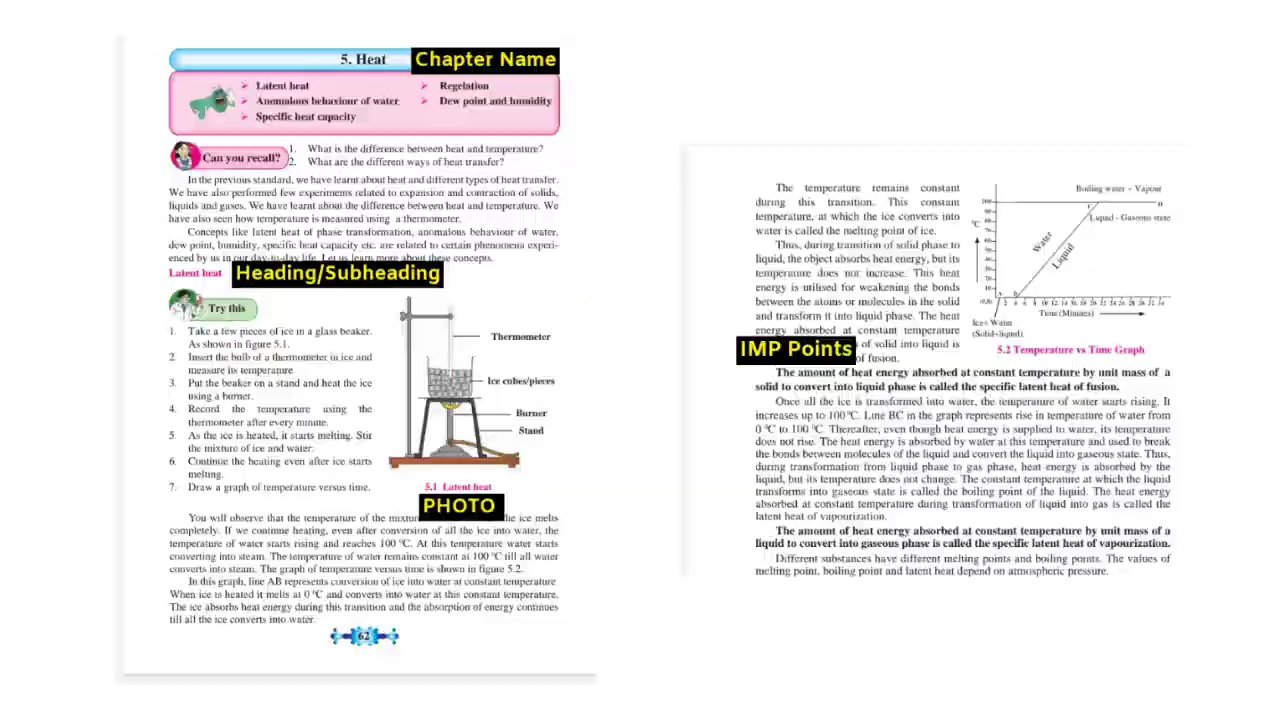 5. Heat
Chapter Name
➢ Latent heat
➢ Anomalous behaviour of water
➢ Specific heat capacity
➢ Regelation
➢ Dew point and humidity
Can you recall?
1. What is the difference between heat and temperature?
2. What are the different ways of heat transfer?
In the previous standard, we have learnt about heat and different types of heat transfer.
We have also performed few experiments related to expansion and contraction of solids,
liquids and gases. We have learnt about the difference between heat and temperature. We
have also seen how temperature is measured using a thermometer.
Concepts like latent heat of phase transformation, anomalous behaviour of water,
dew point, humidity, specific heat capacity etc. are related to certain phenomena experi-
enced by us in our day-to-day life. Let us learn more about these concepts.
Latent heat
Heading/Subheading
Try this
1. Take a few pieces of ice in a glass beaker.
As shown in figure 5.1.
2 Insert the bulb of a thermometer in ice and
measure its temperature.
3. Put the beaker on a stand and heat the ice
using a burner.
4. Record the temperature using the
thermometer after every minute.
5. As the ice is heated, it starts melting. Stir
the mixture of ice and water.
6. Continue the heating even after ice starts
melting.
7. Draw a graph of temperature versus time.
Thermometer
Ice cubes/pieces
Burner
Stand
5.1 Latent heat
PHOTO
You will observe that the temperature of the mixture the ice melts
completely. If we continue heating, even after conversion of all the ice into water, the
temperature of water starts rising and reaches 100 °C. At this temperature water starts
converting into steam. The temperature of water remains constant at 100 °C till all water
converts into steam. The graph of temperature versus time is shown in figure 5.2.
In this graph, line AB represents conversion of ice into water at constant temperature
When ice is heated it melts at 0 °C and converts into water at this constant temperature.
The ice absorbs heat energy during this transition and the absorption of energy continues
till all the ice converts into water.
62
The temperature remains constant
during this transition. This constant
temperature, at which the ice converts into
water is called the melting point of ice.
Thus, during transition of solid phase to
liquid, the object absorbs heat energy, but its
temperature does not increase. This heat
energy is utilised for weakening the bonds
between the atoms or molecules in the solid
and transform it into liquid phase. The heat
energy absorbed at constant temperature
of solid into liquid is
of fusion.
IMP Points
Boiling water - Vapour
Liquid - Gaseous state
Water
Liquid
°C
100
90
80
70
60
50
40
30
20
10
(0,0)
A B C D
2 4 6 8 10 12 14 16 18 20 22 24 26 28 30 32 34
Time (Minutes)
Ice+ Water
(Solid+liquid)
5.2 Temperature vs Time Graph
The amount of heat energy absorbed at constant temperature by unit mass of a
solid to convert into liquid phase is called the specific latent heat of fusion.
Once all the ice is transformed into water, the temperature of water starts rising. It
increases up to 100 °C. Line BC in the graph represents rise in temperature of water from
0 °C to 100 °C. Thereafter, even though heat energy is supplied to water, its temperature
does not rise. The heat energy is absorbed by water at this temperature and used to break
the bonds between molecules of the liquid and convert the liquid into gaseous state. Thus,
during transformation from liquid phase to gas phase, heat energy is absorbed by the
liquid, but its temperature does not change. The constant temperature at which the liquid
transforms into gaseous state is called the boiling point of the liquid. The heat energy
absorbed at constant temperature during transformation of liquid into gas is called the
latent heat of vapourization.
The amount of heat energy absorbed at constant temperature by unit mass of a
liquid to convert into gaseous phase is called the specific latent heat of vapourization.
Different substances have different melting points and boiling points. The values of
melting point, boiling point and latent heat depend on atmospheric pressure.